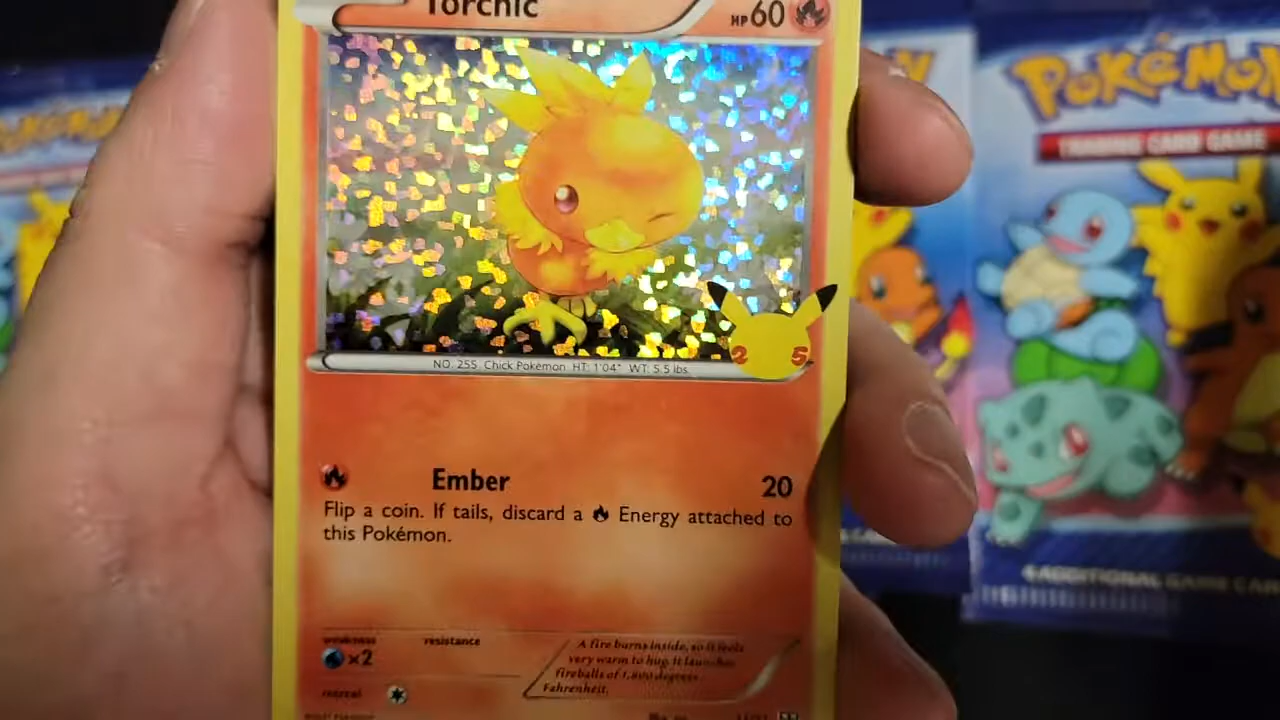 Torchic
HP60
25
NO. 255 Chick Pokémon HT: 1'04" WT: 5.5 lbs.
Ember 20
Flip a coin. If tails, discard a Energy attached to
this Pokémon.
weakness
resistance
×2
A fire burns inside, so it feels
very warm to hug. It launches
fireballs of 1,800 degrees
Fahrenheit.
retreat
POKÉMON
TRADING CARD GAME
ADDITIONAL GAME CAR